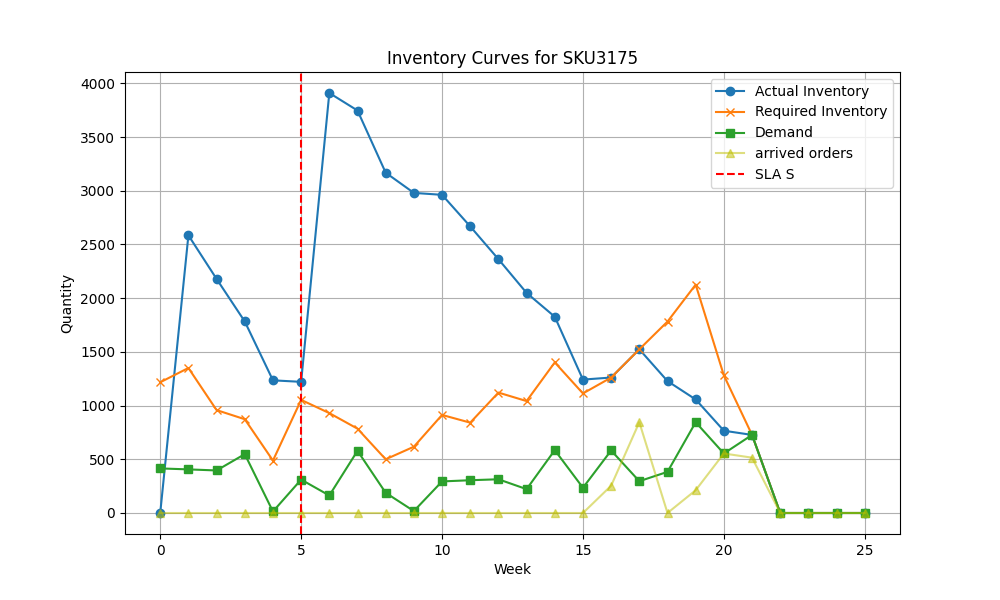 Inventory Curves for SKU3175
Actual Inventory
Required Inventory
Demand
arrived orders
SLA S
4000
3500
3000
2500
2000
1500
1000
500
0
Quantity
0 5 10 15 20 25
Week